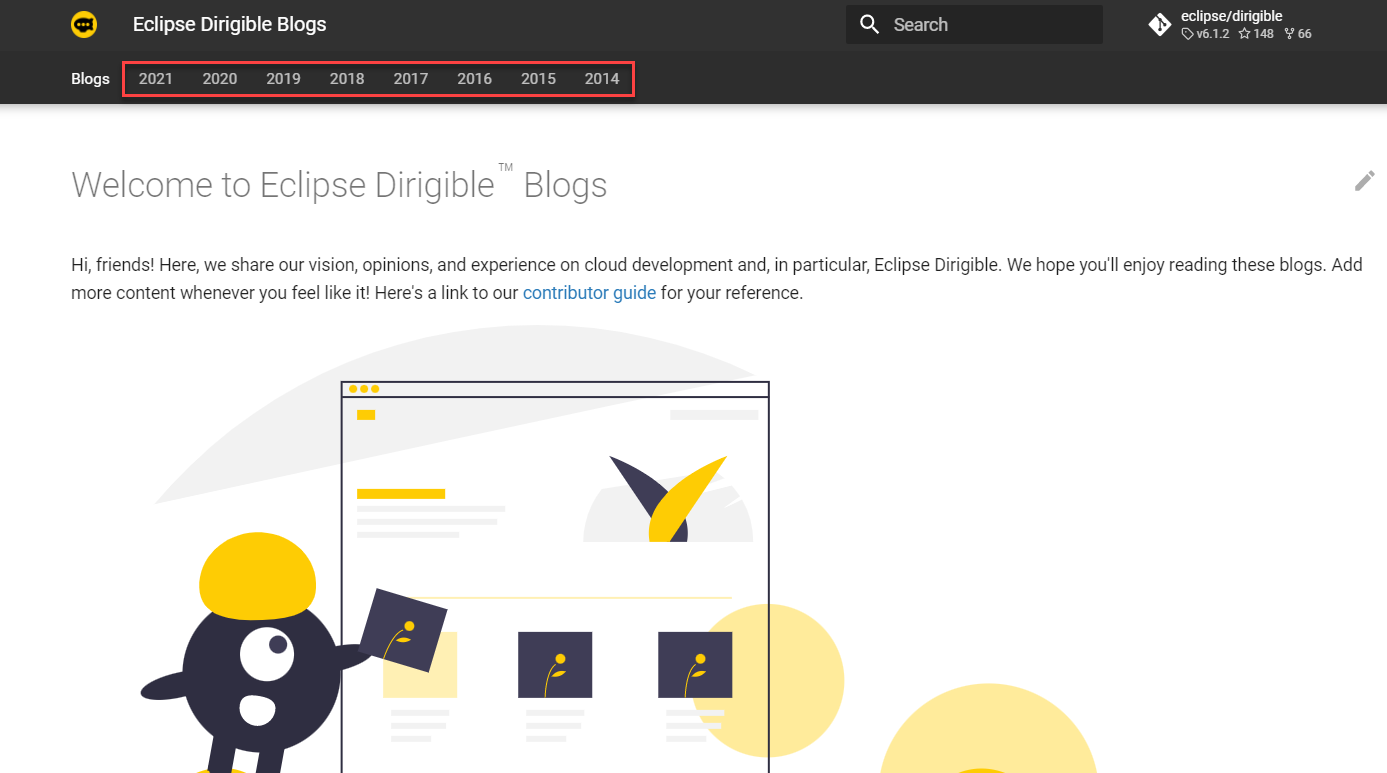 Eclipse Dirigible Blogs
Search
eclipse/dirigible
v6.1.2 148 66
Blogs 2021 2020 2019 2018 2017 2016 2015 2014
Welcome to Eclipse Dirigible™ Blogs
Hi, friends! Here, we share our vision, opinions, and experience on cloud development and, in particular, Eclipse Dirigible. We hope you'll enjoy reading these blogs. Add
more content whenever you feel like it! Here's a link to our contributor guide for your reference.